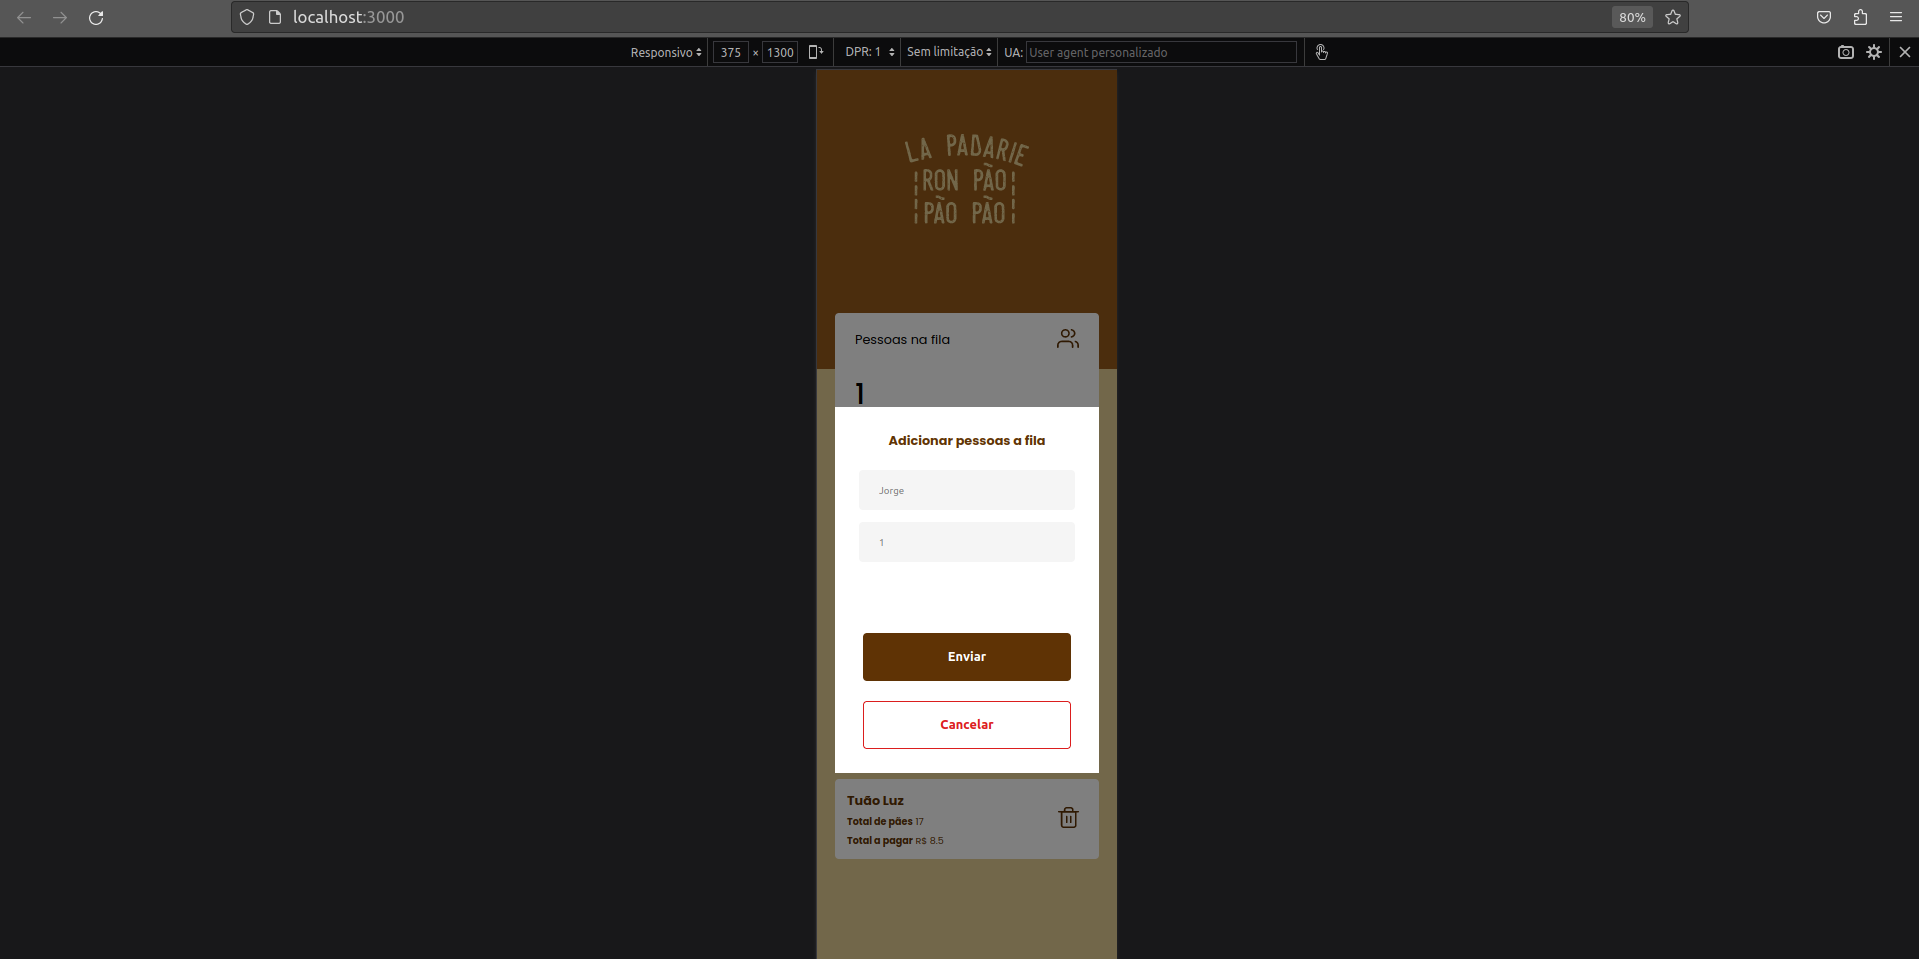 localhost:3000
80%
Responsivo 375 × 1300 DPR: 1 Sem limitação UA: User agent personalizado
LA PADARIE
RON PÃO
PÃO PÃO
Pessoas na fila
1
Adicionar pessoas a fila
Jorge
1
Enviar
Cancelar
Tuão Luz
Total de pães 17
Total a pagar R$ 8.5